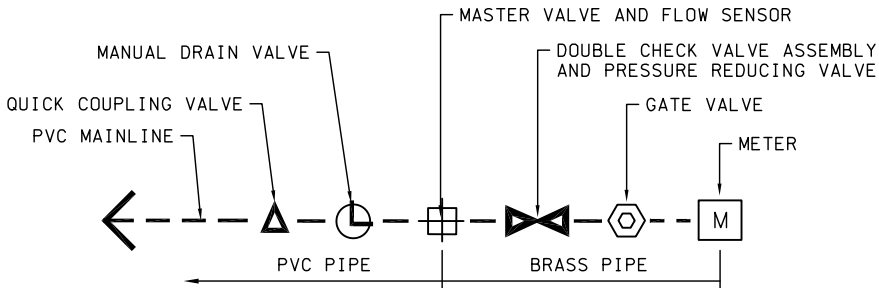 MASTER VALVE AND FLOW SENSOR
MANUAL DRAIN VALVE
DOUBLE CHECK VALVE ASSEMBLY
AND PRESSURE REDUCING VALVE
QUICK COUPLING VALVE
GATE VALVE
PVC MAINLINE
METER
M
PVC PIPE
BRASS PIPE